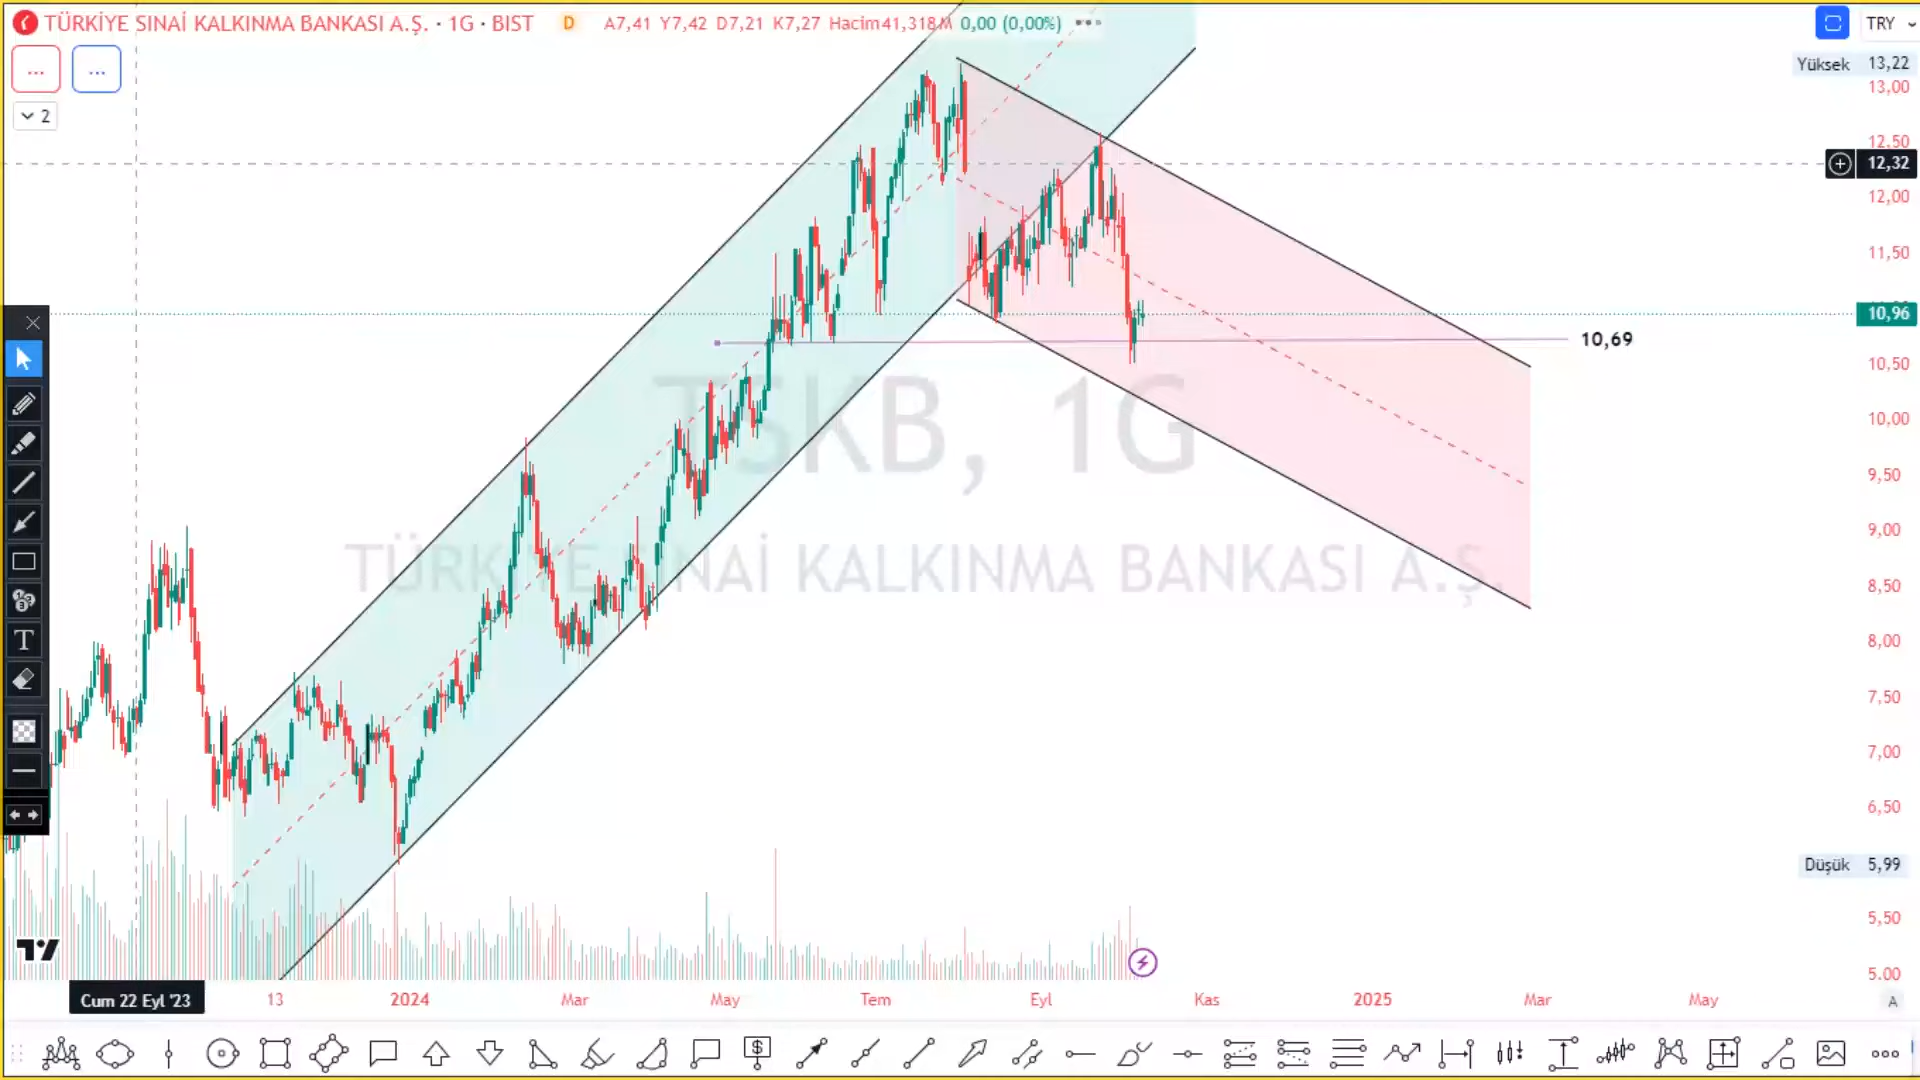 TÜRKİYE SINAİ KALKINMA BANKASI A.Ş. · 1G · BIST D A7,41 Y7,42 D7,21 K7,27 Hacim41,318M 0,00 (0,00%)
TRY
2
Yüksek 13,22
13,00
12,50
12,32
12,00
11,50
10,96
10,69
10,50
10,00
9,50
9,00
8,50
8,00
7,50
7,00
6,50
Düşük 5,99
5,50
5.00
TSKB, 1G
TÜRKİYE SINAİ KALKINMA BANKASI A.Ş.
T
Cum 22 Eyl '23 13 2024 Mar May Tem Eyl Kas 2025 Mar May A